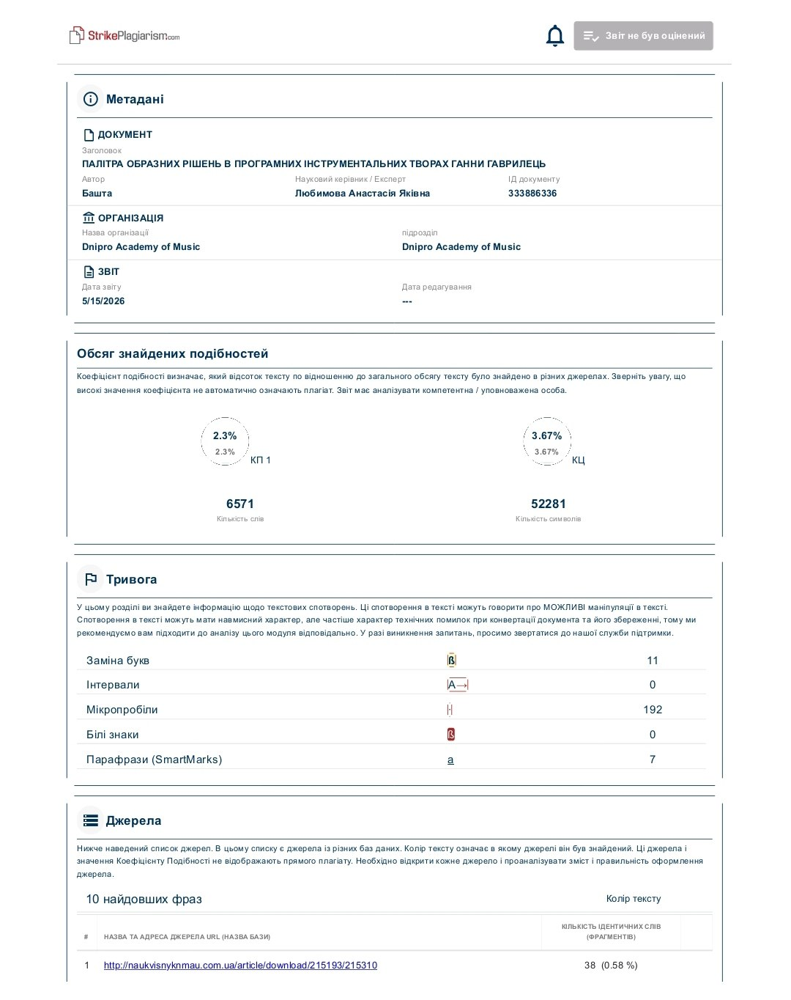 StrikePlagiarism.com
Звіт не був оцінений
Метадані
ДОКУМЕНТ
Заголовок
ПАЛІТРА ОБРАЗНИХ РІШЕНЬ В ПРОГРАМНИХ ІНСТРУМЕНТАЛЬНИХ ТВОРАХ ГАННИ ГАВРИЛЕЦЬ
Автор Науковий керівник / Експерт ІД документу
Башта Любимова Анастасія Яківна 333886336
ОРГАНІЗАЦІЯ
Назва організації підрозділ
Dnipro Academy of Music Dnipro Academy of Music
ЗВІТ
Дата звіту Дата редагування
5/15/2026 ---
Обсяг знайдених подібностей
Коефіцієнт подібності визначає, який відсоток тексту по відношенню до загального обсягу тексту було знайдено в різних джерелах. Зверніть увагу, що
високі значення коефіцієнта не автоматично означають плагіат. Звіт має аналізувати компетентна / уповноважена особа.
2.3% 3.67%
2.3% 3.67%
КП 1 КЦ
6571 52281
Кількість слів Кількість символів
Тривога
У цьому розділі ви знайдете інформацію щодо текстових спотворень. Ці спотворення в тексті можуть говорити про МОЖЛИВІ маніпуляції в тексті.
Спотворення в тексті можуть мати навмисний характер, але частіше характер технічних помилок при конвертації документа та його збереженні, тому ми
рекомендуємо вам підходити до аналізу цього модуля відповідально. У разі виникнення запитань, просимо звертатися до нашої служби підтримки.
Заміна букв ß 11
Інтервали A→ 0
Мікропробіли · 192
Білі знаки ß 0
Парафрази (SmartMarks) a 7
Джерела
Нижче наведений список джерел. В цьому списку є джерела із різних баз даних. Колір тексту означає в якому джерелі він був знайдений. Ці джерела і
значення Коефіцієнту Подібності не відображають прямого плагіату. Необхідно відкрити кожне джерело і проаналізувати зміст і правильність оформлення
джерела.
10 найдовших фраз Колір тексту
КІЛЬКІСТЬ ІДЕНТИЧНИХ СЛІВ
# НАЗВА ТА АДРЕСА ДЖЕРЕЛА URL (НАЗВА БАЗИ) (ФРАГМЕНТІВ)
1 http://naukvisnyknmau.com.ua/article/download/215193/215310 38 (0.58 %)